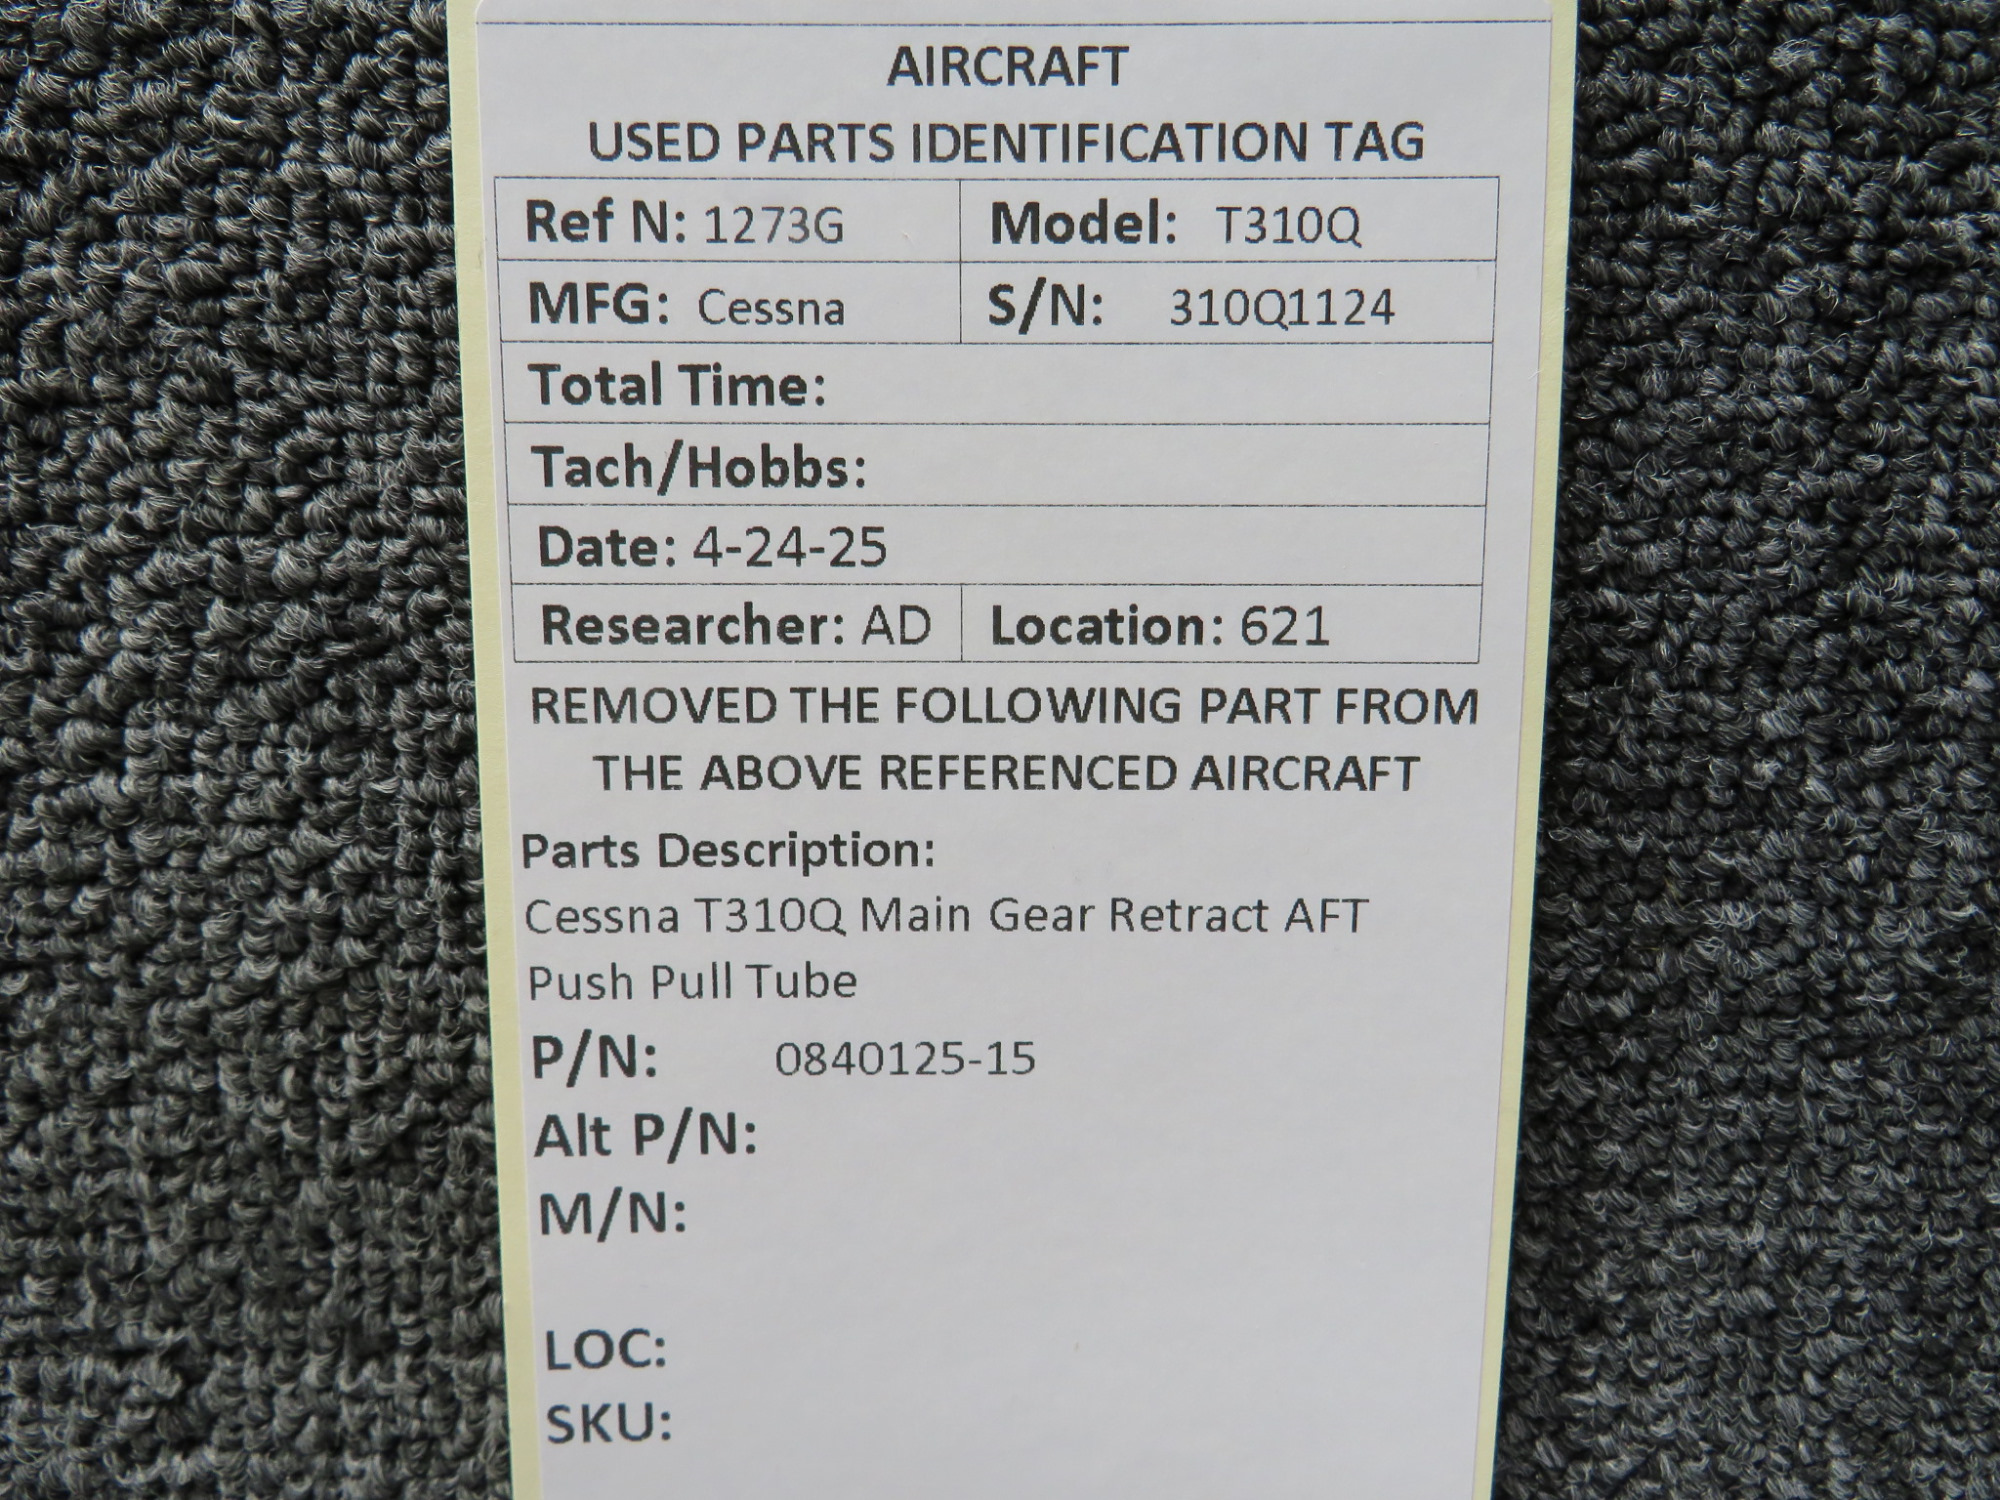 AIRCRAFT
USED PARTS IDENTIFICATION TAG
Ref N: 1273G Model: T310Q
MFG: Cessna S/N: 310Q1124
Total Time:
Tach/Hobbs:
Date: 4-24-25
Researcher: AD Location: 621
REMOVED THE FOLLOWING PART FROM
THE ABOVE REFERENCED AIRCRAFT
Parts Description:
Cessna T310Q Main Gear Retract AFT
Push Pull Tube
P/N: 0840125-15
Alt P/N:
M/N:
LOC:
SKU: